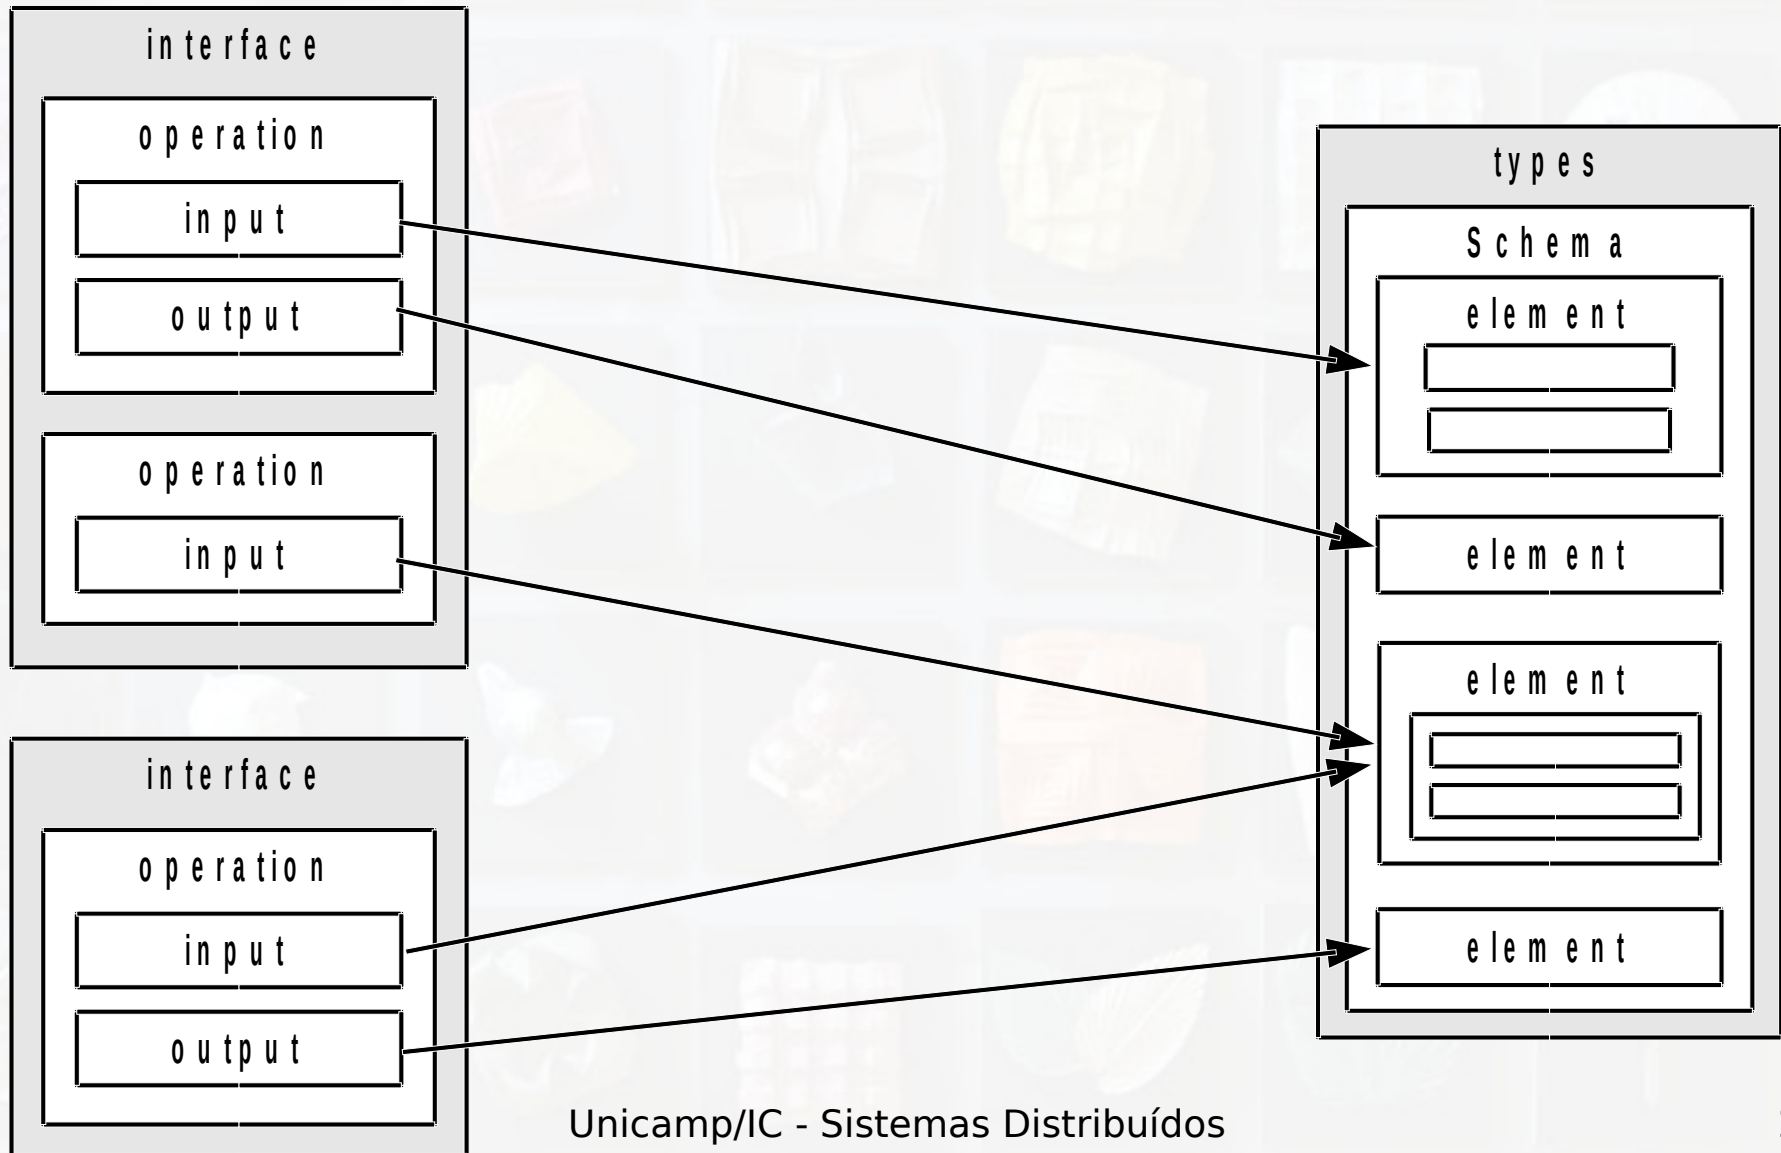 interface
operation
input
output
operation
input
interface
operation
input
output
types
Schema
element
element
element
element
Unicamp/IC - Sistemas Distribuídos